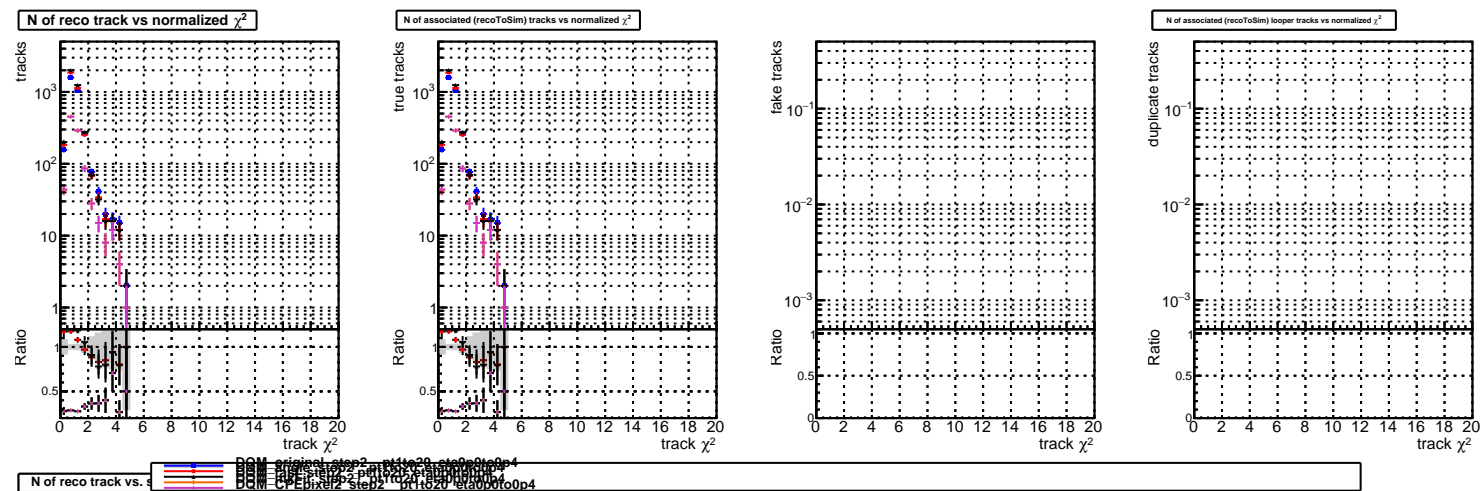 N of reco track vs normalized χ²
N of associated (recoToSim) tracks vs normalized χ²
N of associated (recoToSim) looper tracks vs normalized χ²
tracks
10³
10²
10
1
Ratio
1
0.5
0 2 4 6 8 10 12 14 16 18 20
track χ²
true tracks
10³
10²
10
1
Ratio
1
0.5
0 2 4 6 8 10 12 14 16 18 20
track χ²
fake tracks
10⁻¹
10⁻²
10⁻³
Ratio
1
0.5
0
0 2 4 6 8 10 12 14 16 18 20
track χ²
duplicate tracks
10⁻¹
10⁻²
10⁻³
Ratio
1
0.5
0
0 2 4 6 8 10 12 14 16 18 20
track χ²
N of reco track vs.
DQM_CPEpixel2_step2 pt1to20_eta0p0to0p4